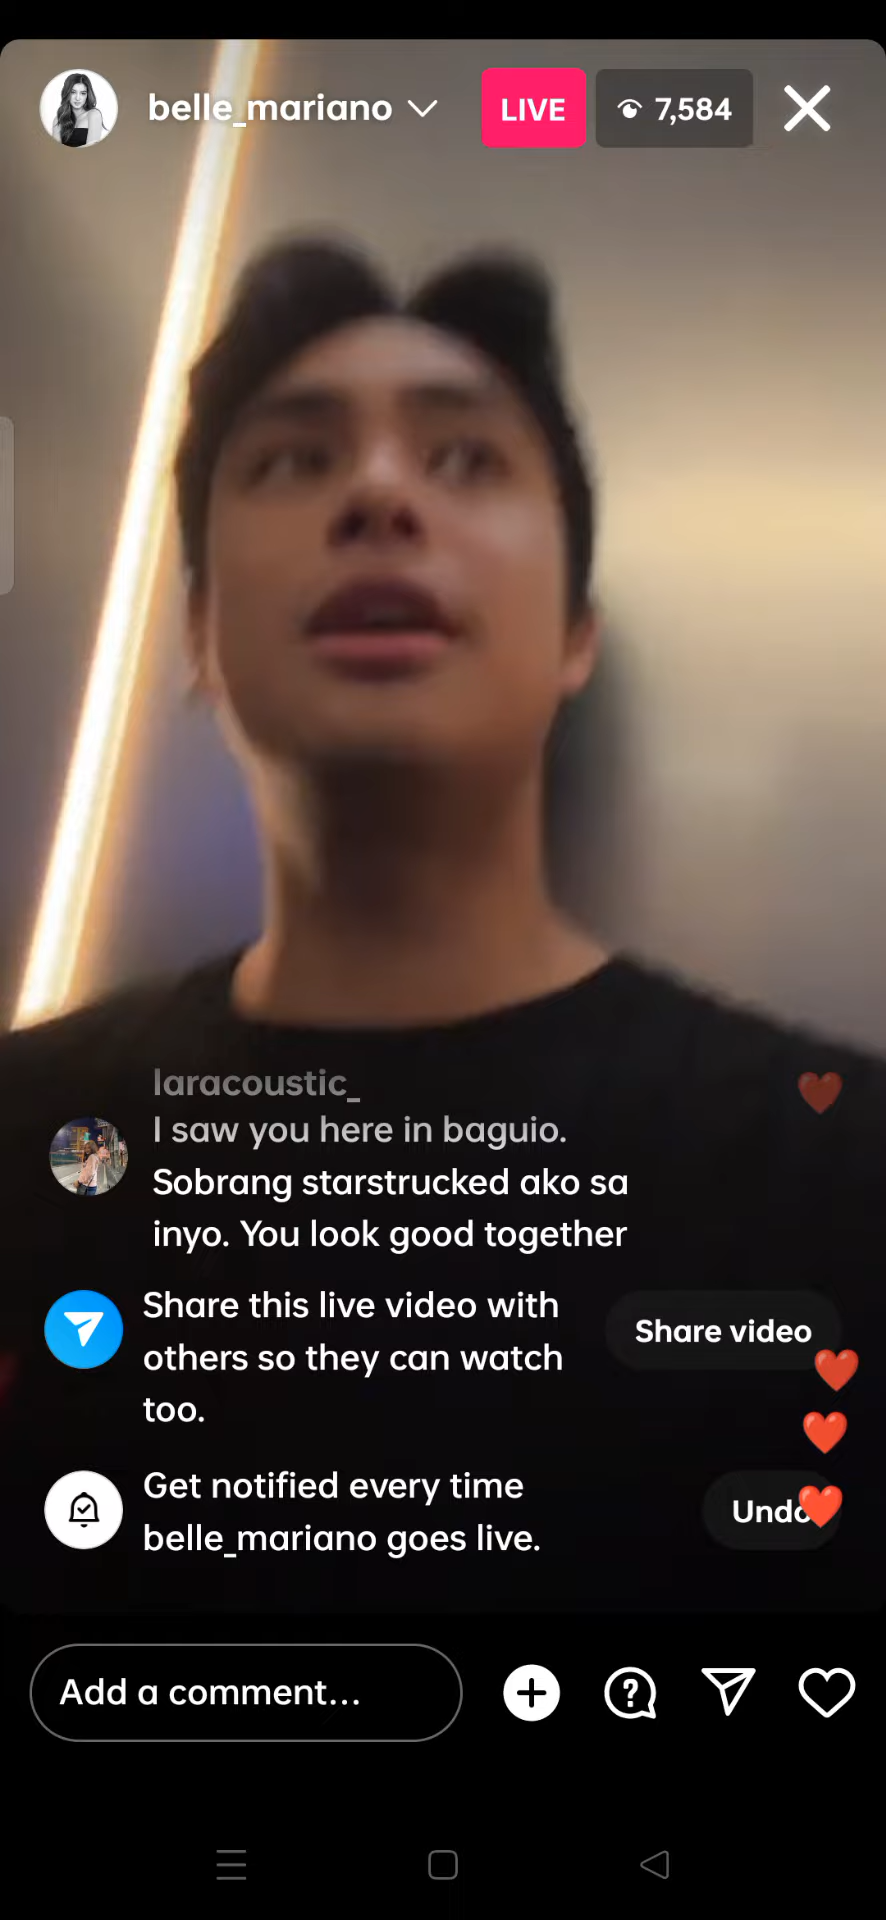 belle_mariano
LIVE
7,584
laracoustic_
I saw you here in baguio.
Sobrang starstrucked ako sa
inyo. You look good together
Share this live video with
others so they can watch
too.
Share video
Get notified every time
belle_mariano goes live.
Undo
Add a comment...